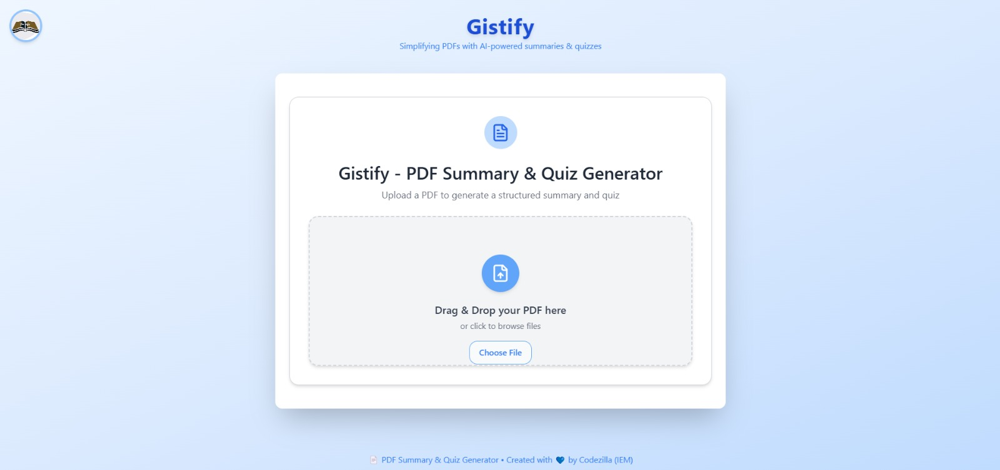 Gistify
Simplifying PDFs with AI-powered summaries & quizzes
Gistify - PDF Summary & Quiz Generator
Upload a PDF to generate a structured summary and quiz
Drag & Drop your PDF here
or click to browse files
Choose File
PDF Summary & Quiz Generator • Created with 💙 by Codezilla (IEM)